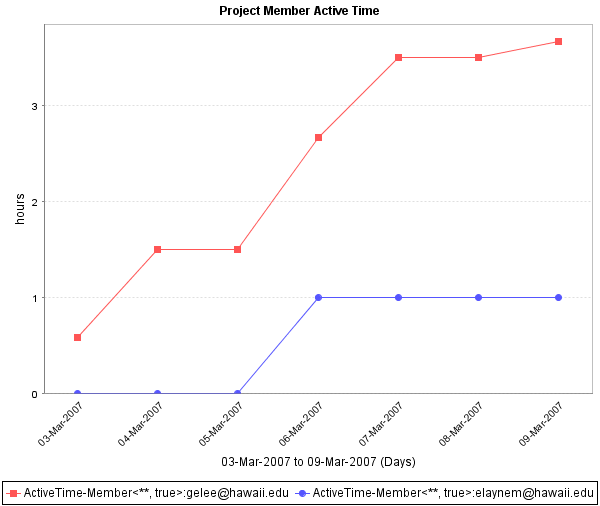 Project Member Active Time
hours
3
2
1
0
03-Mar-2007
04-Mar-2007
05-Mar-2007
06-Mar-2007
07-Mar-2007
08-Mar-2007
09-Mar-2007
03-Mar-2007 to 09-Mar-2007 (Days)
ActiveTime-Member<**, true>:gelee@hawaii.edu ActiveTime-Member<**, true>:elaynem@hawaii.edu